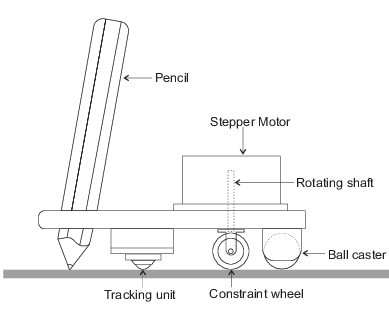 Pencil
Stepper Motor
Rotating shaft
Ball caster
Tracking unit
Constraint wheel